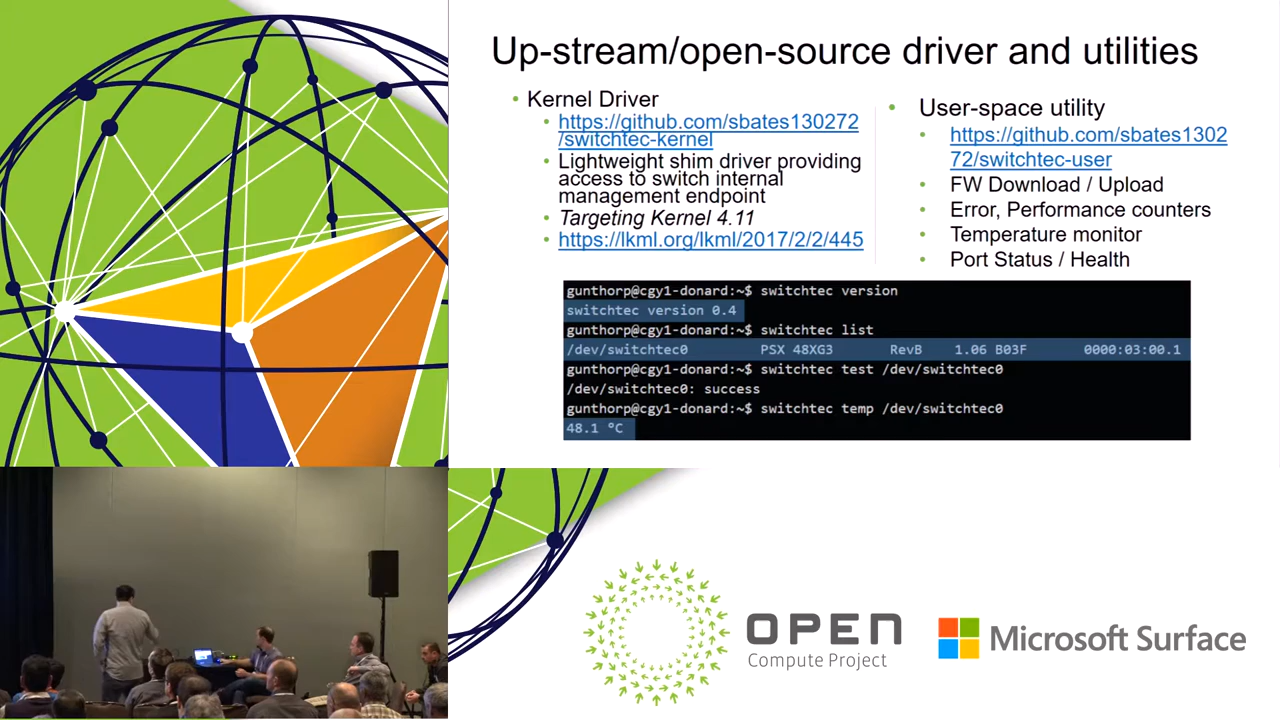 Up-stream/open-source driver and utilities
• Kernel Driver
• https://github.com/sbates130272
/switchtec-kernel
• Lightweight shim driver providing
access to switch internal
management endpoint
• Targeting Kernel 4.11
• https://lkml.org/lkml/2017/2/2/445
• User-space utility
• https://github.com/sbates1302
72/switchtec-user
• FW Download / Upload
• Error, Performance counters
• Temperature monitor
• Port Status / Health
gunthorp@cgy1-donard:~$ switchtec version
switchtec version 0.4
gunthorp@cgy1-donard:~$ switchtec list
/dev/switchtec0 PSX 48XG3 RevB 1.06 B03F 0000:03:00.1
gunthorp@cgy1-donard:~$ switchtec test /dev/switchtec0
/dev/switchtec0: success
gunthorp@cgy1-donard:~$ switchtec temp /dev/switchtec0
48.1 °C
OPEN
Compute Project
Microsoft Surface